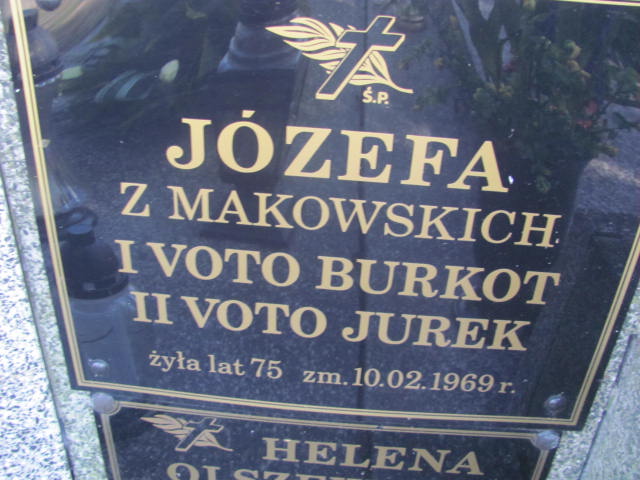 Ś.P.
JÓZEFA
Z MAKOWSKICH
I VOTO BURKOT
II VOTO JUREK
żyła lat 75 zm. 10.02.1969 r.
HELENA